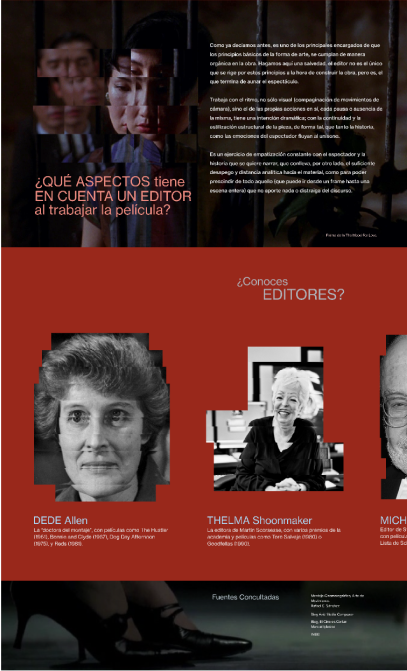 Como ya decíamos antes, es uno de los principales encargados de que
los principios básicos de la forma de arte, se cumplan de manera
orgánica en la obra. Hagamos aquí una salvedad, el editor no es el único
que se rige por estos principios a la hora de construir la obra, pero es, el
que termina de aunar el espectáculo.
Trabaja con el ritmo, no sólo visual (compaginación de movimientos de
cámara), sino el de las propias acciones en sí, cada pausa o ausencia de
la misma, tiene una intención dramática; con la continuidad y la
estilización estructural de la pieza, de forma tal, que tanto la historia,
como las emociones del espectador fluyan al unísono.
Es un ejercicio de empatización constante con el espectador y la
historia que se quiere narrar, que conlleva, por otro lado, el suficiente
desapego y distancia analítica hacia el material, como para poder
prescindir de todo aquello (que puede ir desde un frame hasta una
escena entera) que no aporte nada o distraiga del discurso.
¿QUÉ ASPECTOS tiene
EN CUENTA UN EDITOR
al trabajar la película?
Frame de In The Mood For Love.
¿Conoces
EDITORES?
DEDE Allen
La "doctora del montaje", con películas como The Hustler
(1961), Bonnie and Clyde (1967), Dog Day Afternoon
(1975), y Reds (1981)
THELMA Shoonmaker
La editora de Martin Scorsese, con varios premios de la
academia y películas como Toro Salvaje (1980) o
Goodfellas (1990).
MICH
Editor de S
con películ
Lista de Sc
Fuentes Concultadas
Montaje Cinematográfico, Arte de
Movimiento
Rafael C. Sánchez